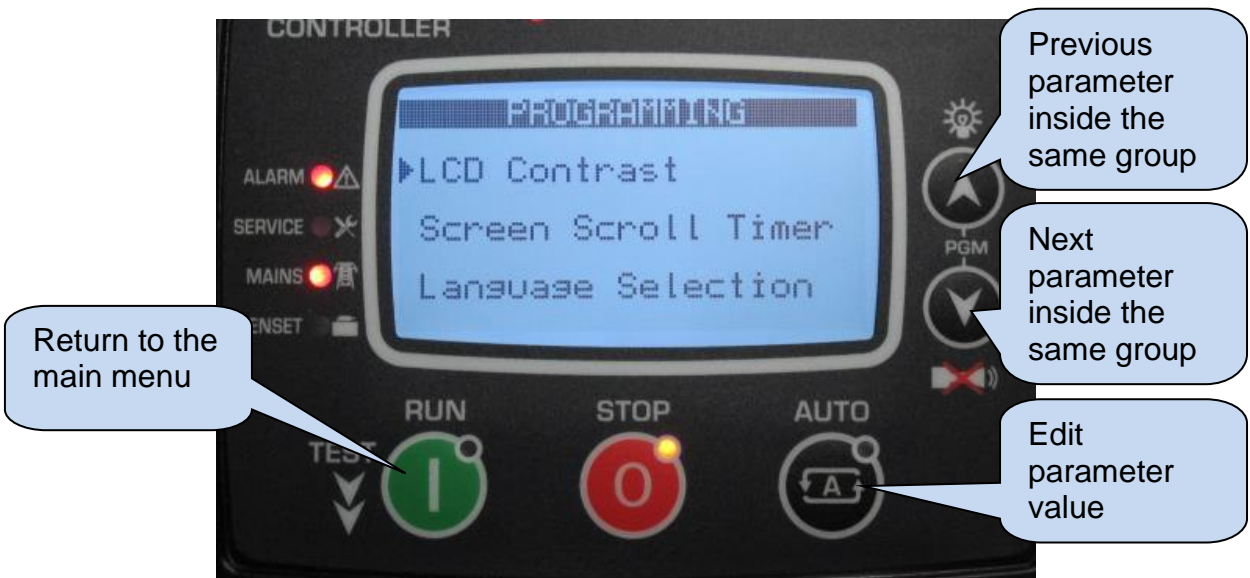 CONTROLLER
Previous
parameter
inside the
same group
PROGRAMMING
LCD Contrast
Screen Scroll Timer
Language Selection
ALARM
SERVICE
MAINS
ENSET
PGM
Next
parameter
inside the
same group
Return to the
main menu
RUN
STOP
AUTO
TEST
I
O
A
Edit
parameter
value